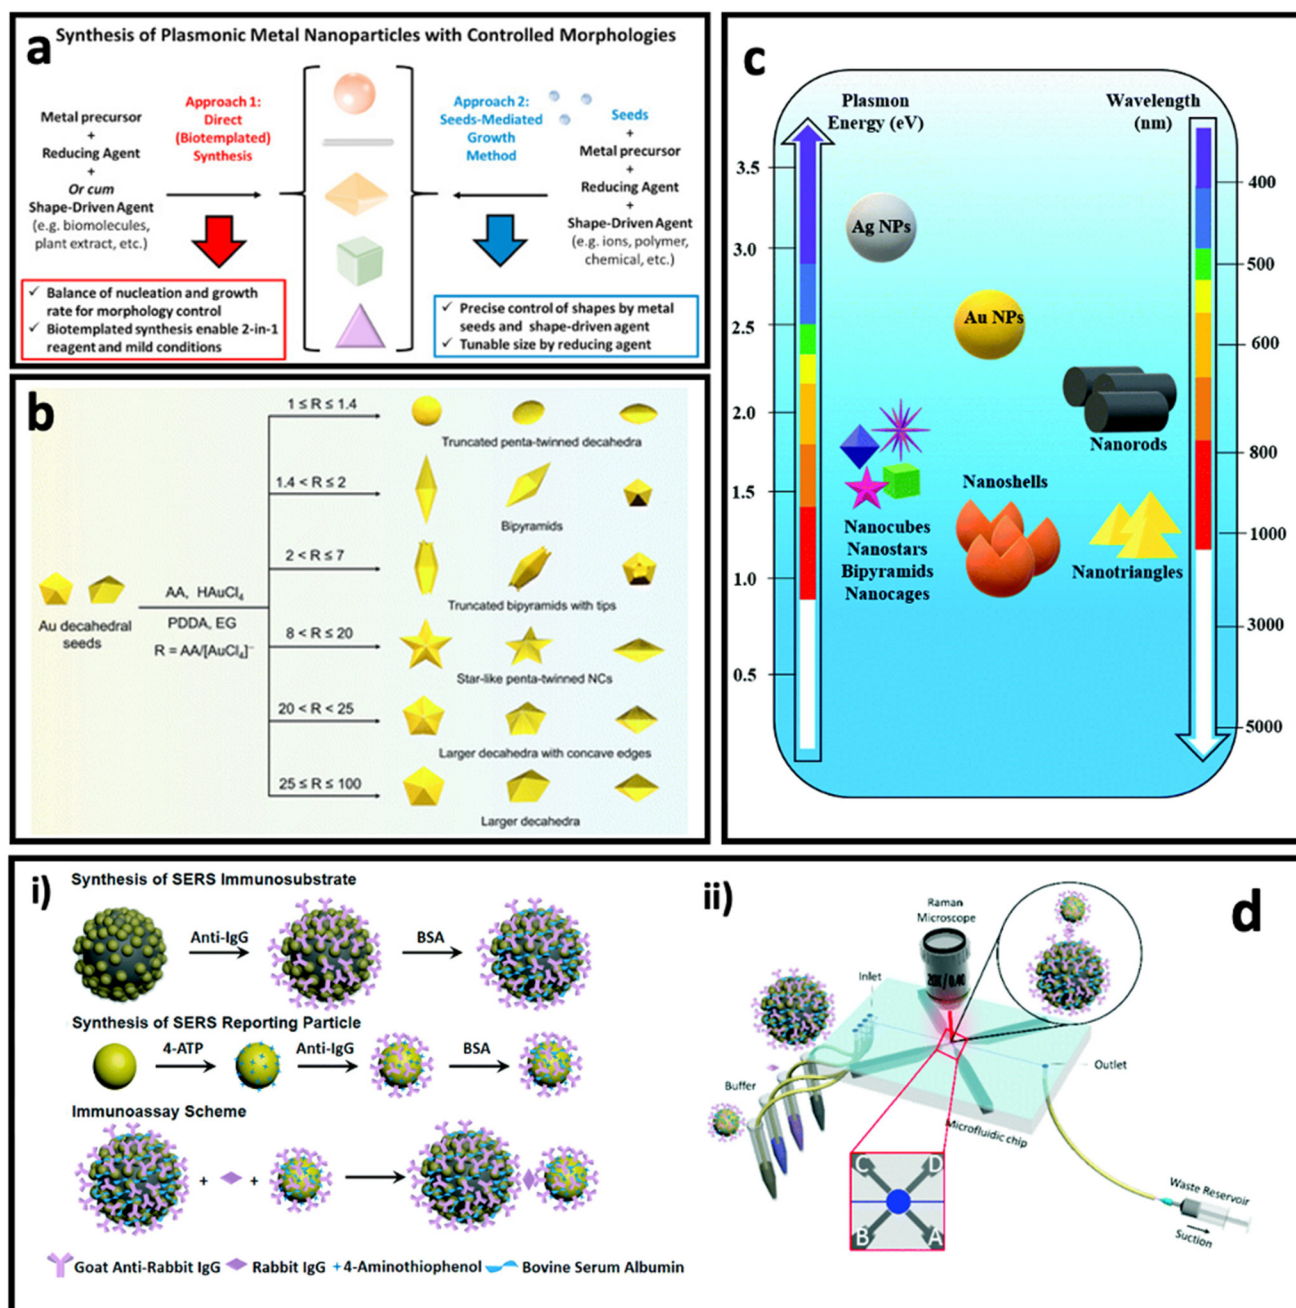 a
Synthesis of Plasmonic Metal Nanoparticles with Controlled Morphologies
Metal precursor
+
Reducing Agent
+
Or cum
Shape-Driven Agent
(e.g. biomolecules,
plant extract, etc.)
Approach 1:
Direct
(Biotemplated)
Synthesis
Approach 2:
Seeds-Mediated
Growth
Method
Seeds
+
Metal precursor
+
Reducing Agent
+
Shape-Driven Agent
(e.g. ions, polymer,
chemical, etc.)
✓ Balance of nucleation and growth
rate for morphology control
✓ Biotemplated synthesis enable 2-in-1
reagent and mild conditions
✓ Precise control of shapes by metal
seeds and shape-driven agent
✓ Tunable size by reducing agent
b
Au decahedral
seeds
AA, HAuCl₄
PDDA, EG
R = AA/[AuCl₄]⁻
1 ≤ R ≤ 1.4
Truncated penta-twinned decahedra
1.4 < R ≤ 2
Bipyramids
2 < R ≤ 7
Truncated bipyramids with tips
8 < R ≤ 20
Star-like penta-twinned NCs
20 < R < 25
Larger decahedra with concave edges
25 ≤ R ≤ 100
Larger decahedra
c
Plasmon
Energy (eV)
Wavelength
(nm)
3.5
3.0
2.5
2.0
1.5
1.0
0.5
400
500
600
800
1000
3000
5000
Ag NPs
Au NPs
Nanorods
Nanoshells
Nanocubes
Nanostars
Bipyramids
Nanocages
Nanotriangles
d
i)
Synthesis of SERS Immunosubstrate
Anti-IgG
BSA
Synthesis of SERS Reporting Particle
4-ATP
Anti-IgG
BSA
Immunoassay Scheme
+
+
Goat Anti-Rabbit IgG
Rabbit IgG
4-Aminothiophenol
Bovine Serum Albumin
ii)
Raman
Microscope
20X / 0.40
Inlet
Buffer
Outlet
Microfluidic chip
C
D
B
A
Waste Reservoir
Suction